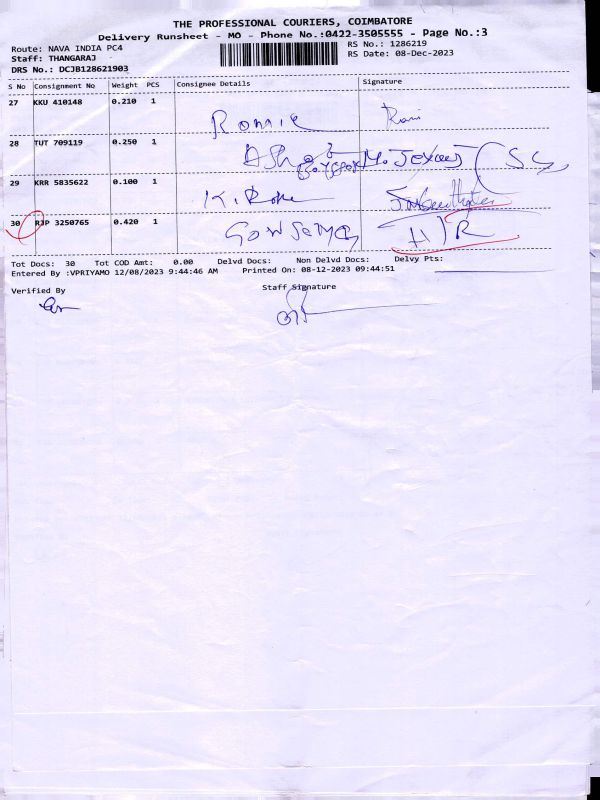 THE PROFESSIONAL COURIERS, COIMBATORE
Delivery Runsheet - MO - Phone No.:0422-3505555 - Page No.:3
Route: NAVA INDIA PC4 RS No.: 1286219
Staff: THANGARAJ RS Date: 08-Dec-2023
DRS No.: DCJB128621903
S No Consignment No Weight PCS Consignee Details Signature
27 KKU 410148 0.210 1
Ronnie
28 TUT 709119 0.250 1
29 KRR 5835622 0.100 1
30 RJP 3250765 0.420 1
Tot Docs: 30 Tot COD Amt: 0.00 Delvd Docs: Non Delvd Docs: Delvy Pts:
Entered By :VPRIYAMO 12/08/2023 9:44:46 AM Printed On: 08-12-2023 09:44:51
Verified By Staff Signature